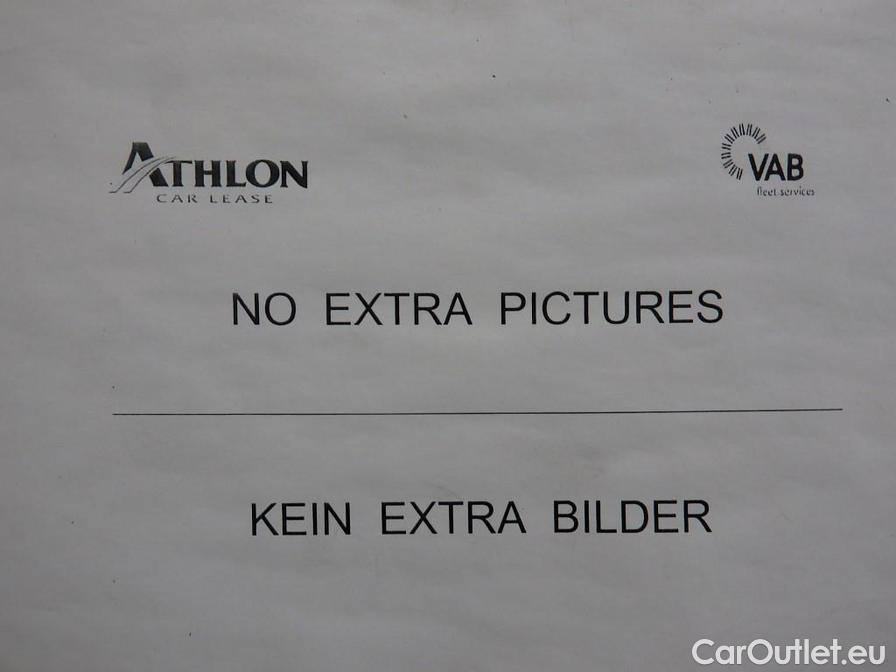 ATHLON
CAR LEASE
VAB
fleet services
NO EXTRA PICTURES
KEIN EXTRA BILDER
CarOutlet.eu